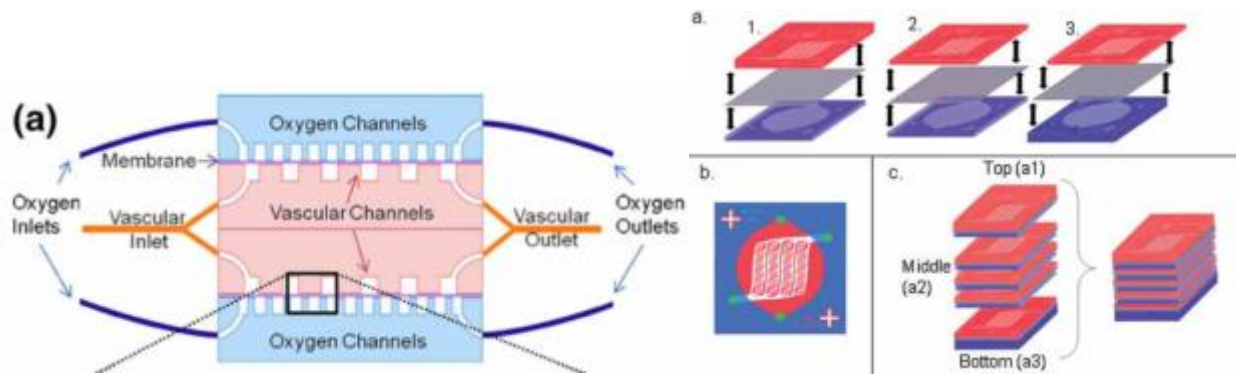 (a)
Oxygen Channels
Membrane
Oxygen
Inlets
Vascular
Inlet
Vascular Channels
Vascular
Outlet
Oxygen
Outlets
Oxygen Channels
a.
1.
2.
3.
b.
c.
Top (a1)
Middle
(a2)
Bottom (a3)